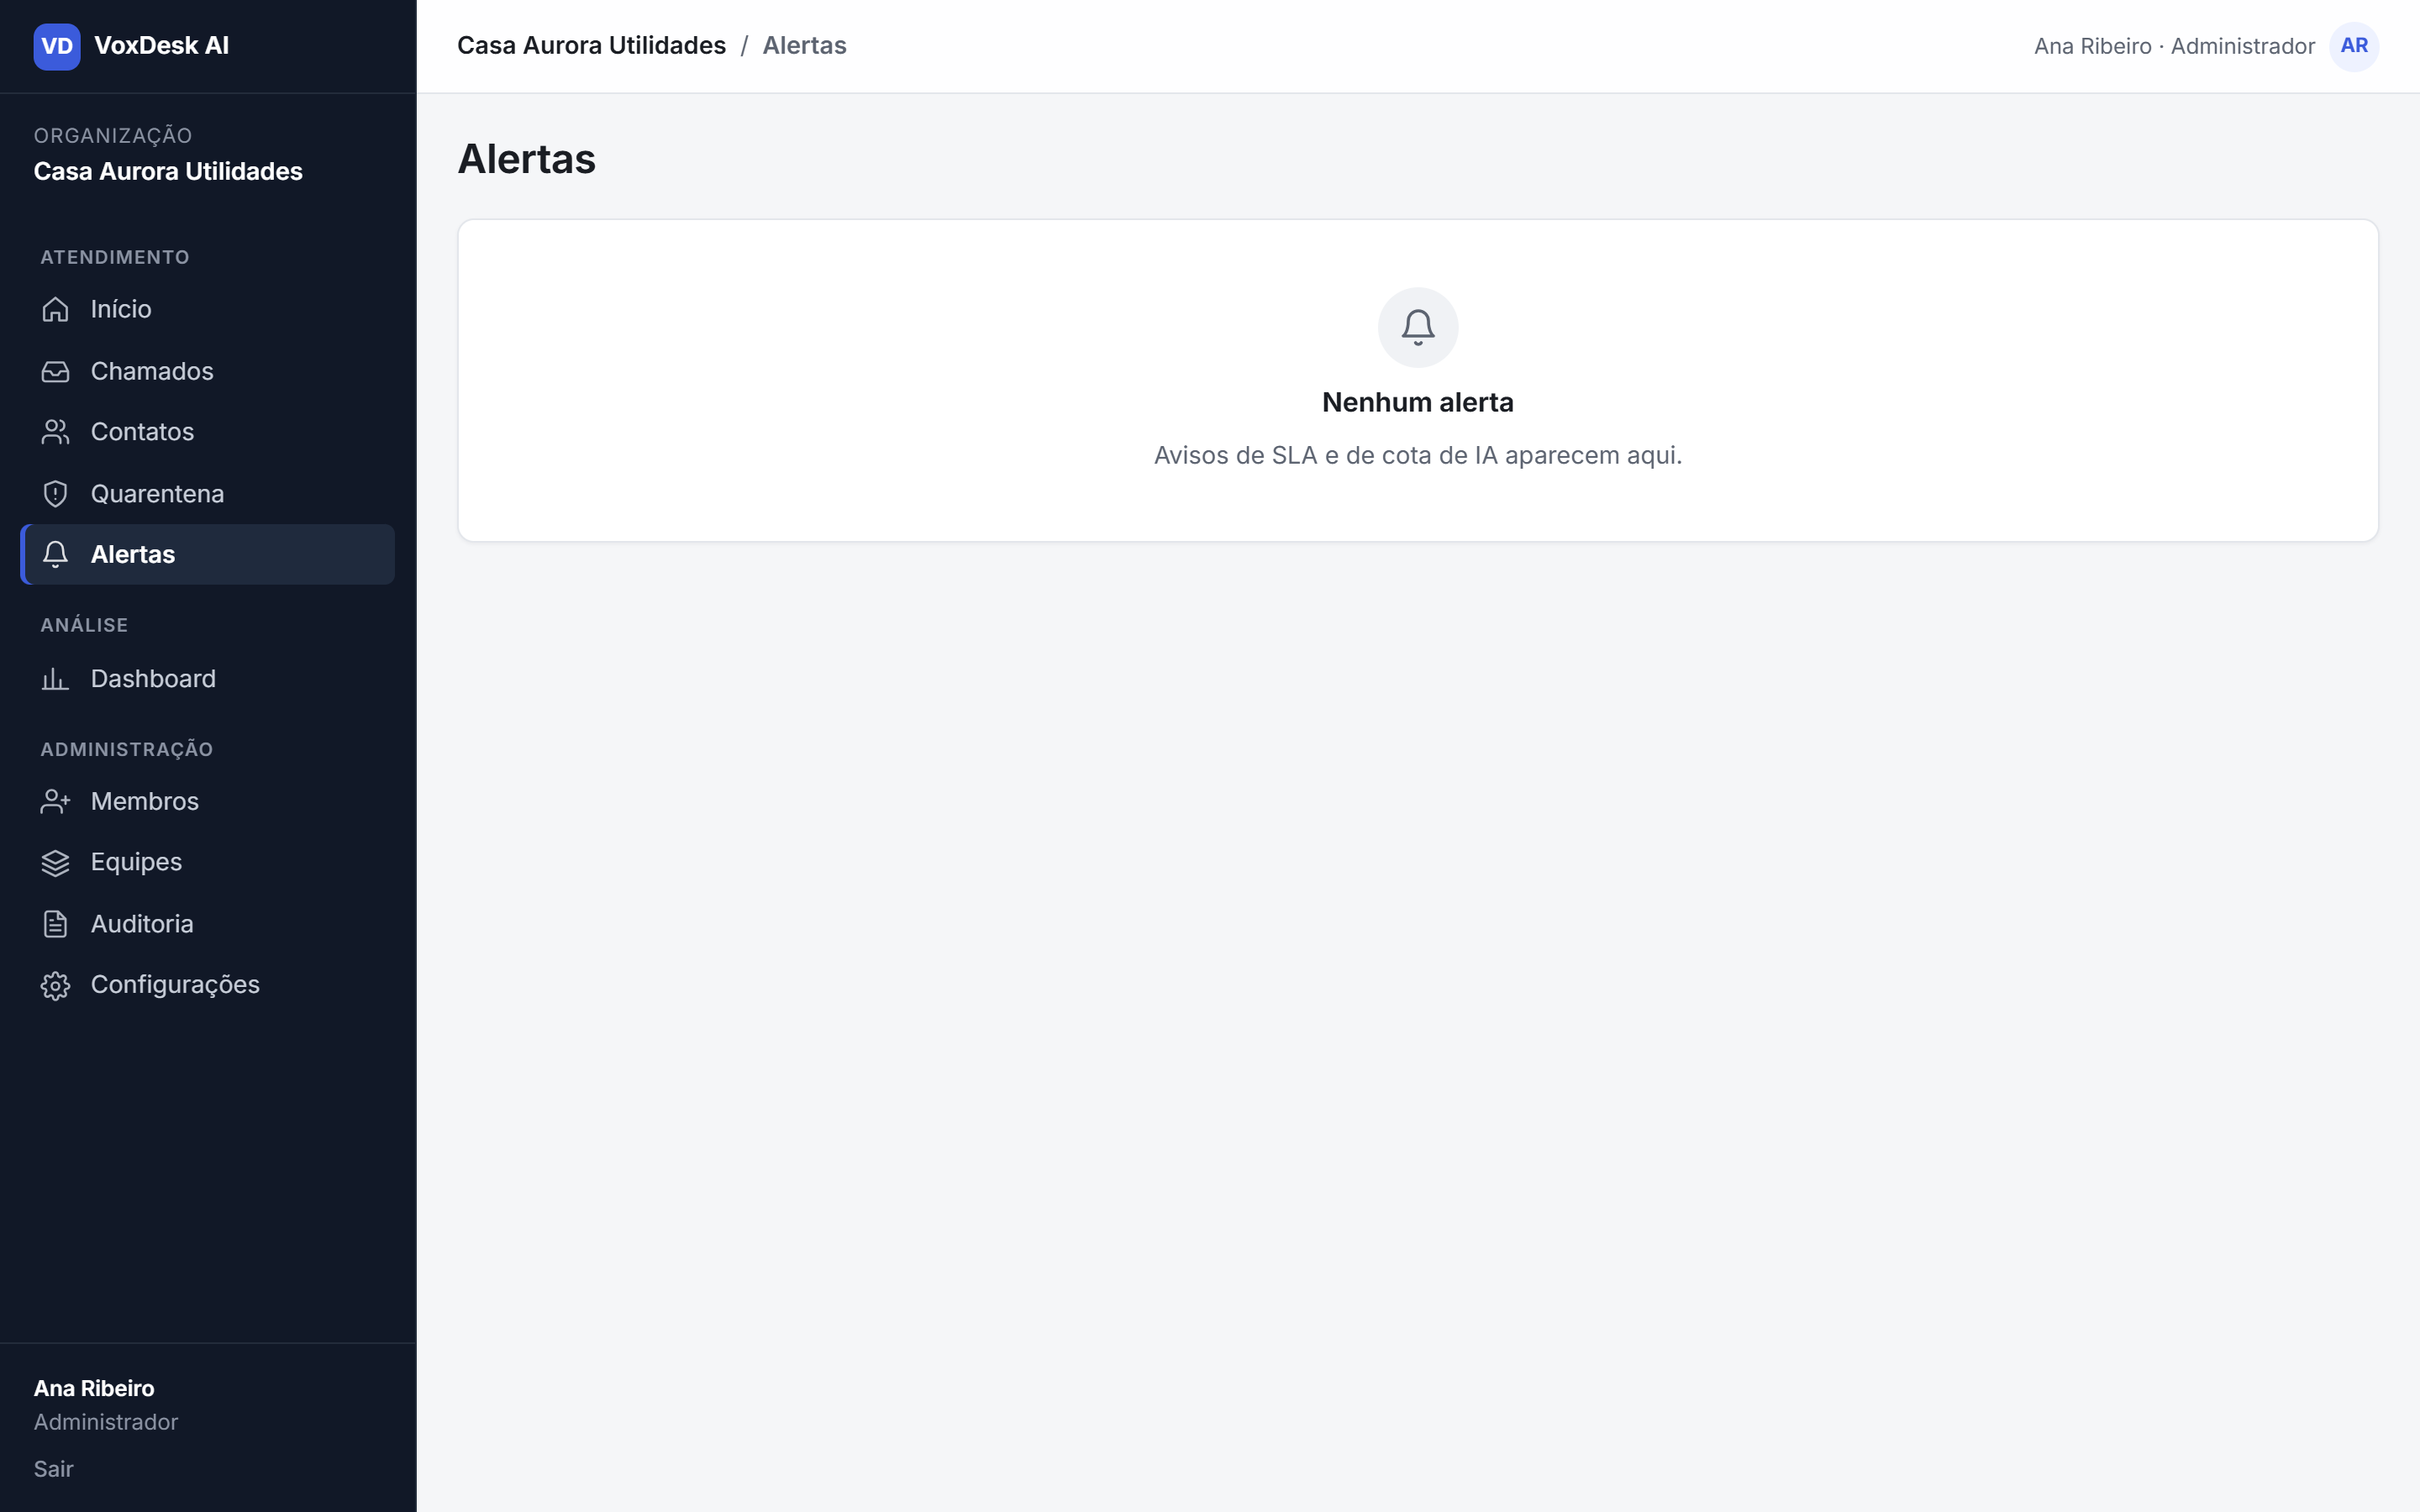 VD VoxDesk AI
ORGANIZAÇÃO
Casa Aurora Utilidades
ATENDIMENTO
Início
Chamados
Contatos
Quarentena
Alertas
ANÁLISE
Dashboard
ADMINISTRAÇÃO
Membros
Equipes
Auditoria
Configurações
Ana Ribeiro
Administrador
Sair
Casa Aurora Utilidades / Alertas
Ana Ribeiro · Administrador AR
Alertas
Nenhum alerta
Avisos de SLA e de cota de IA aparecem aqui.